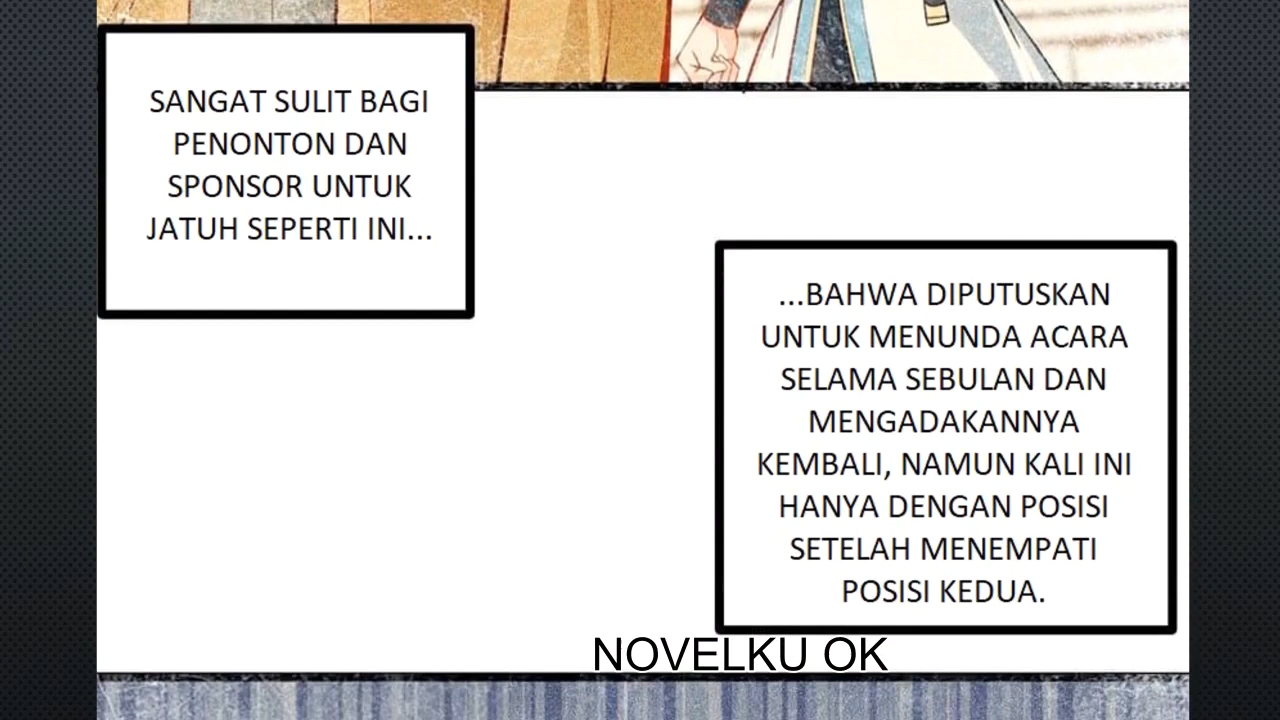 SANGAT SULIT BAGI
PENONTON DAN
SPONSOR UNTUK
JATUH SEPERTI INI...
...BAHWA DIPUTUSKAN
UNTUK MENUNDA ACARA
SELAMA SEBULAN DAN
MENGADAKANNYA
KEMBALI, NAMUN KALI INI
HANYA DENGAN POSISI
SETELAH MENEMPATI
POSISI KEDUA.
NOVELKU OK